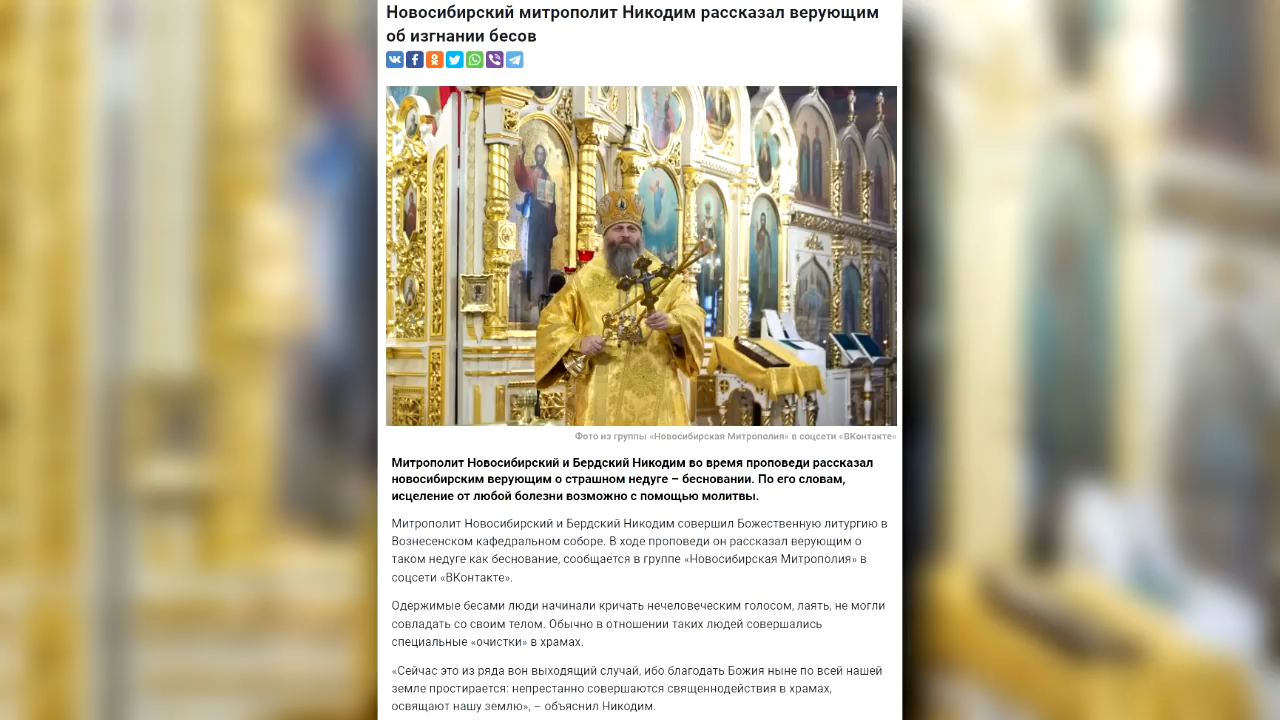 Новосибирский митрополит Никодим рассказал верующим
об изгнании бесов
Фото из группы «Новосибирская Митрополия» в соцсети «ВКонтакте»
Митрополит Новосибирский и Бердский Никодим во время проповеди рассказал
новосибирским верующим о страшном недуге – бесновании. По его словам,
исцеление от любой болезни возможно с помощью молитвы.
Митрополит Новосибирский и Бердский Никодим совершил Божественную литургию в
Вознесенском кафедральном соборе. В ходе проповеди он рассказал верующим о
таком недуге как беснование, сообщается в группе «Новосибирская Митрополия» в
соцсети «ВКонтакте».
Одержимые бесами люди начинали кричать нечеловеческим голосом, лаять, не могли
совладать со своим телом. Обычно в отношении таких людей совершались
специальные «очистки» в храмах.
«Сейчас это из ряда вон выходящий случай, ибо благодать Божия ныне по всей нашей
земле простирается: непрестанно совершаются священнодействия в храмах,
освящают нашу землю», – объяснил Никодим.